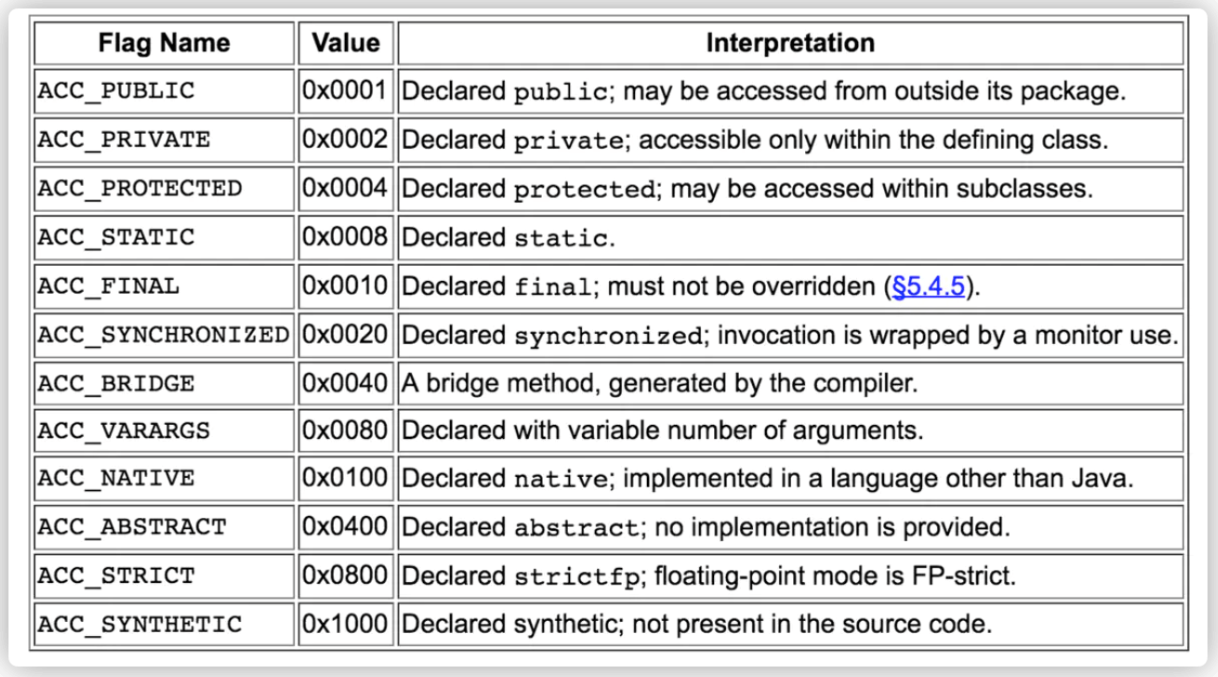 Flag Name Value Interpretation
ACC_PUBLIC 0x0001 Declared public; may be accessed from outside its package.
ACC_PRIVATE 0x0002 Declared private; accessible only within the defining class.
ACC_PROTECTED 0x0004 Declared protected; may be accessed within subclasses.
ACC_STATIC 0x0008 Declared static.
ACC_FINAL 0x0010 Declared final; must not be overridden (§5.4.5).
ACC_SYNCHRONIZED 0x0020 Declared synchronized; invocation is wrapped by a monitor use.
ACC_BRIDGE 0x0040 A bridge method, generated by the compiler.
ACC_VARARGS 0x0080 Declared with variable number of arguments.
ACC_NATIVE 0x0100 Declared native; implemented in a language other than Java.
ACC_ABSTRACT 0x0400 Declared abstract; no implementation is provided.
ACC_STRICT 0x0800 Declared strictfp; floating-point mode is FP-strict.
ACC_SYNTHETIC 0x1000 Declared synthetic; not present in the source code.